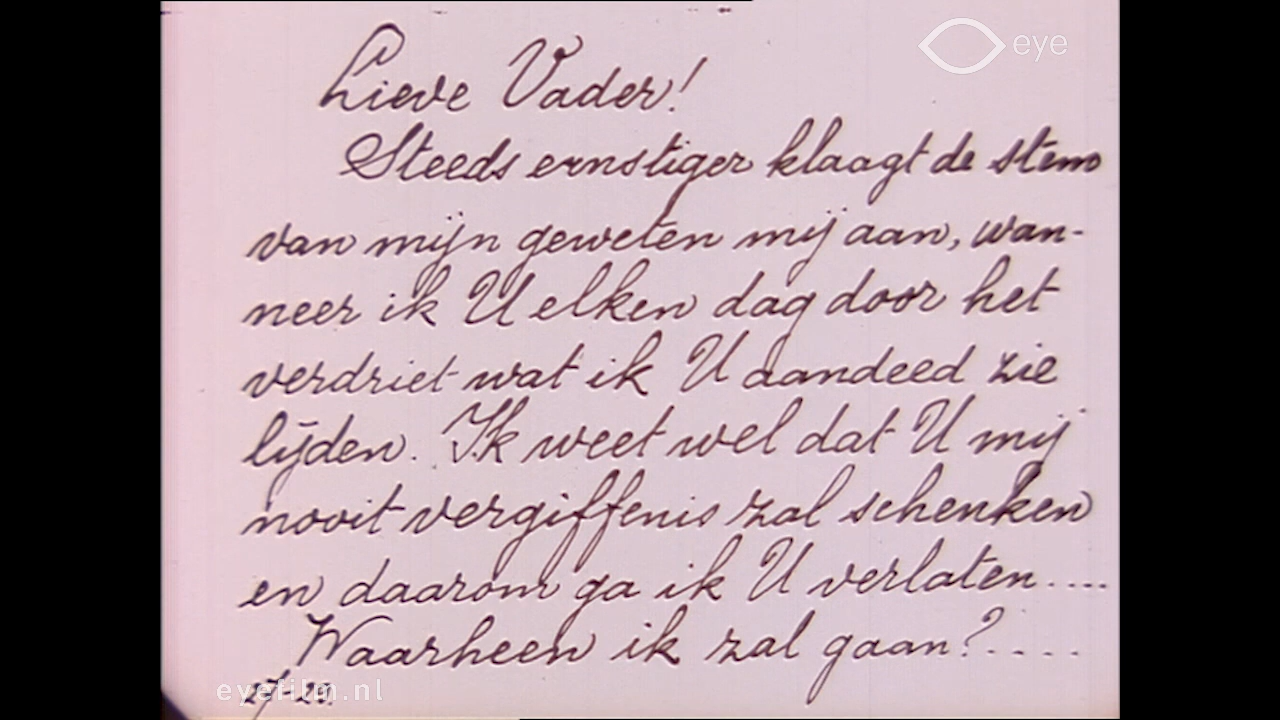 eye
Lieve Vader!
Steeds ernstiger klaagt de stem
van mijn geweten mij aan, wan-
neer ik U elken dag door het
verdriet wat ik U aandeed zie
lijden. Ik weet wel dat U mij
nooit vergiffenis zal schenken
en daarom ga ik U verlaten....
Waarheen ik zal gaan?....
eyefilm.nl